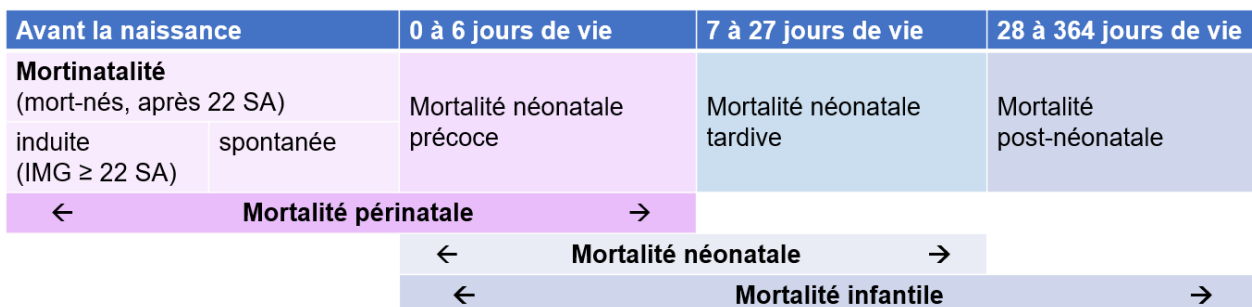 Avant la naissance
0 à 6 jours de vie
7 à 27 jours de vie
28 à 364 jours de vie
Mortinatalité
(mort-nés, après 22 SA)
induite
(IMG ≥ 22 SA)
spontanée
Mortalité néonatale
précoce
Mortalité néonatale
tardive
Mortalité
post-néonatale
← Mortalité périnatale →
← Mortalité néonatale →
← Mortalité infantile →